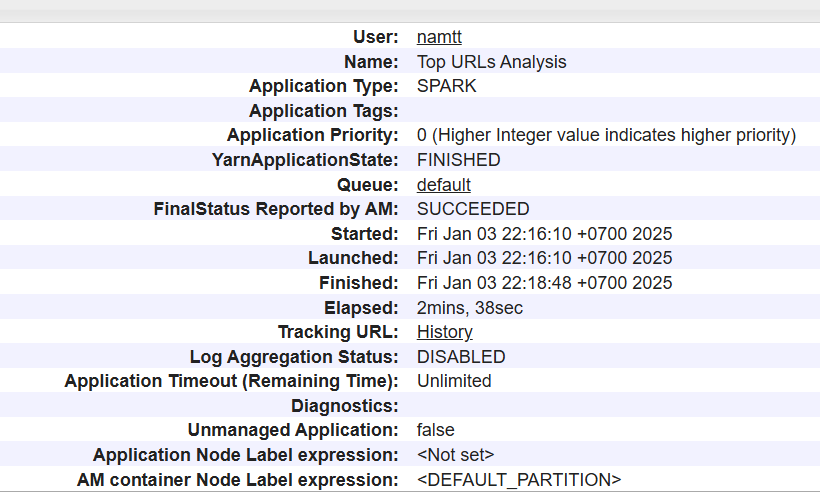 User: namtt
Name: Top URLs Analysis
Application Type: SPARK
Application Tags:
Application Priority: 0 (Higher Integer value indicates higher priority)
YarnApplicationState: FINISHED
Queue: default
FinalStatus Reported by AM: SUCCEEDED
Started: Fri Jan 03 22:16:10 +0700 2025
Launched: Fri Jan 03 22:16:10 +0700 2025
Finished: Fri Jan 03 22:18:48 +0700 2025
Elapsed: 2mins, 38sec
Tracking URL: History
Log Aggregation Status: DISABLED
Application Timeout (Remaining Time): Unlimited
Diagnostics:
Unmanaged Application: false
Application Node Label expression: <Not set>
AM container Node Label expression: <DEFAULT_PARTITION>